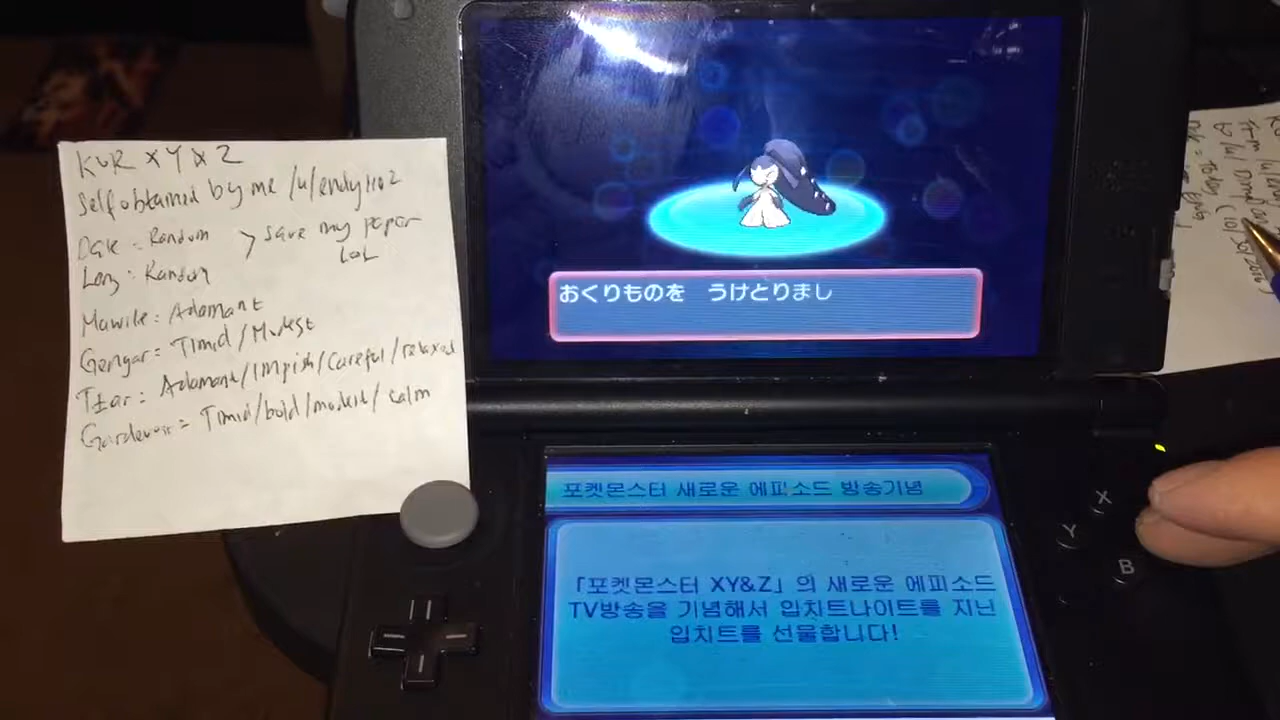 KOR XY&Z
Self obtained by me /u/endy1102
Date: Random > save my paper
Lang: Random LoL
Mawile: Adamant
Gengar= Timid/Modest
Ttar: Adamant/Impish/Careful/relaxed
Gardevoir= Timid/bold/modest/calm
おくりものを　うけとりまし
포켓몬스터 새로운 에피소드 방송기념
「포켓몬스터 XY&Z」의 새로운 에피소드
TV방송을 기념해서 입치트나이트를 지닌
입치트를 선물합니다!
X
Y
B